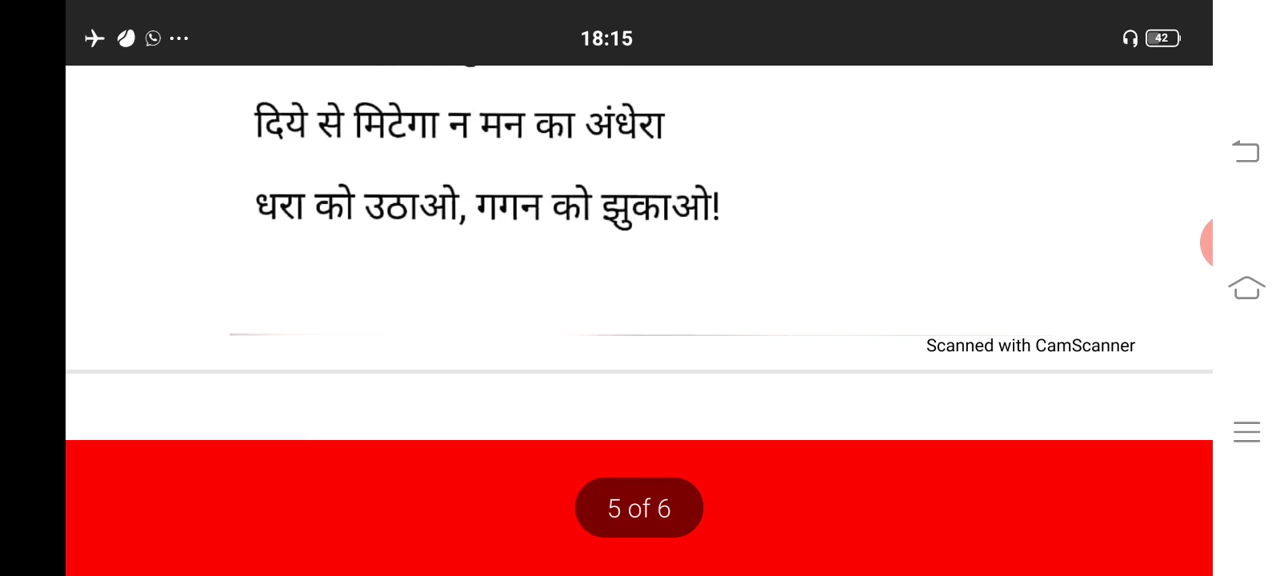 18:15
42
दिये से मिटेगा न मन का अंधेरा
धरा को उठाओ, गगन को झुकाओ!
Scanned with CamScanner
5 of 6